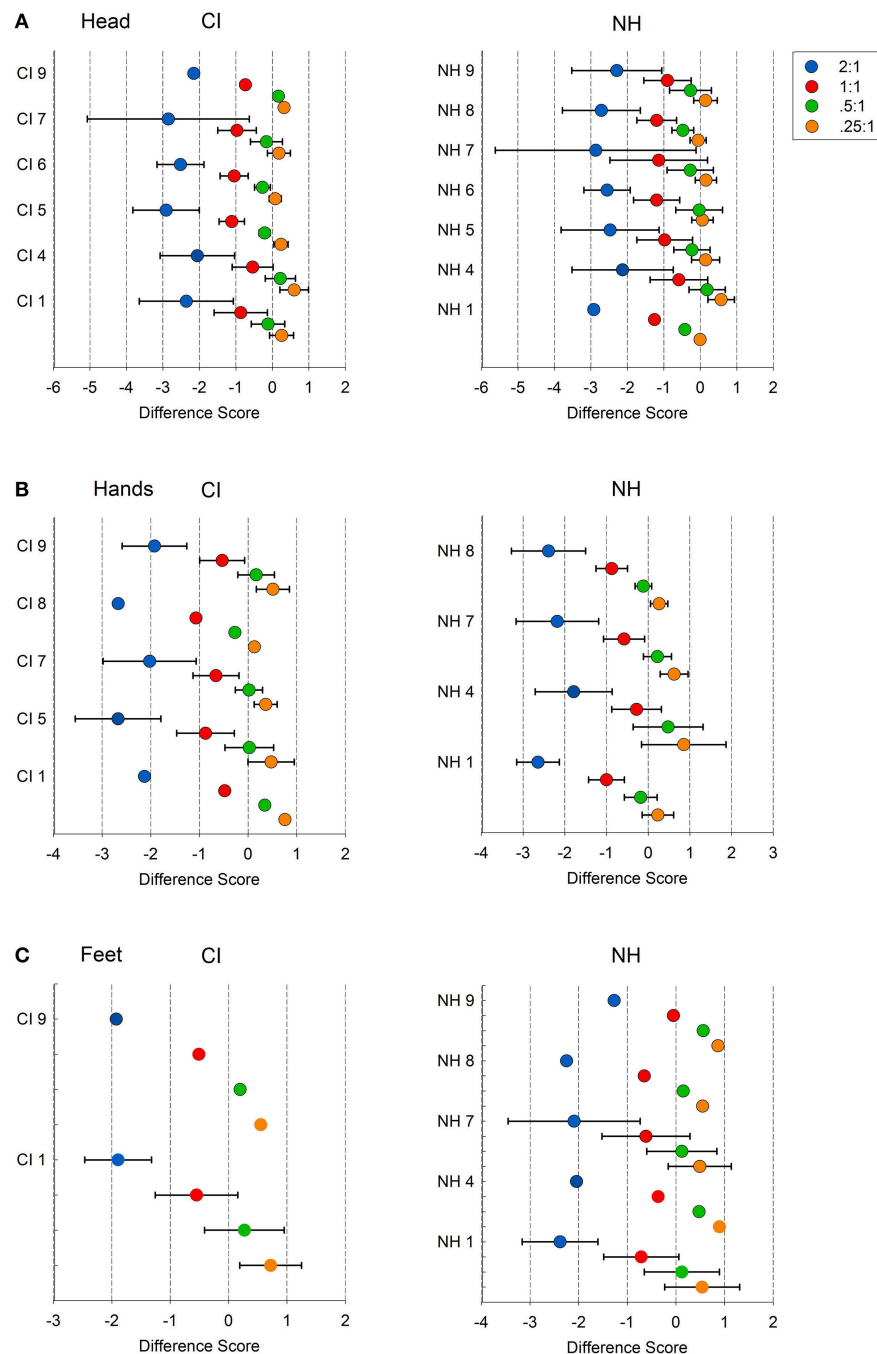 A Head CI NH
2:1
1:1
.5:1
.25:1
CI 9
CI 7
CI 6
CI 5
CI 4
CI 1
-6 -5 -4 -3 -2 -1 0 1 2
Difference Score
NH 9
NH 8
NH 7
NH 6
NH 5
NH 4
NH 1
-6 -5 -4 -3 -2 -1 0 1 2
Difference Score
B Hands CI NH
CI 9
CI 8
CI 7
CI 5
CI 1
-4 -3 -2 -1 0 1 2
Difference Score
NH 8
NH 7
NH 4
NH 1
-4 -3 -2 -1 0 1 2 3
Difference Score
C Feet CI NH
CI 9
CI 1
-3 -2 -1 0 1 2
Difference Score
NH 9
NH 8
NH 7
NH 4
NH 1
-4 -3 -2 -1 0 1 2
Difference Score